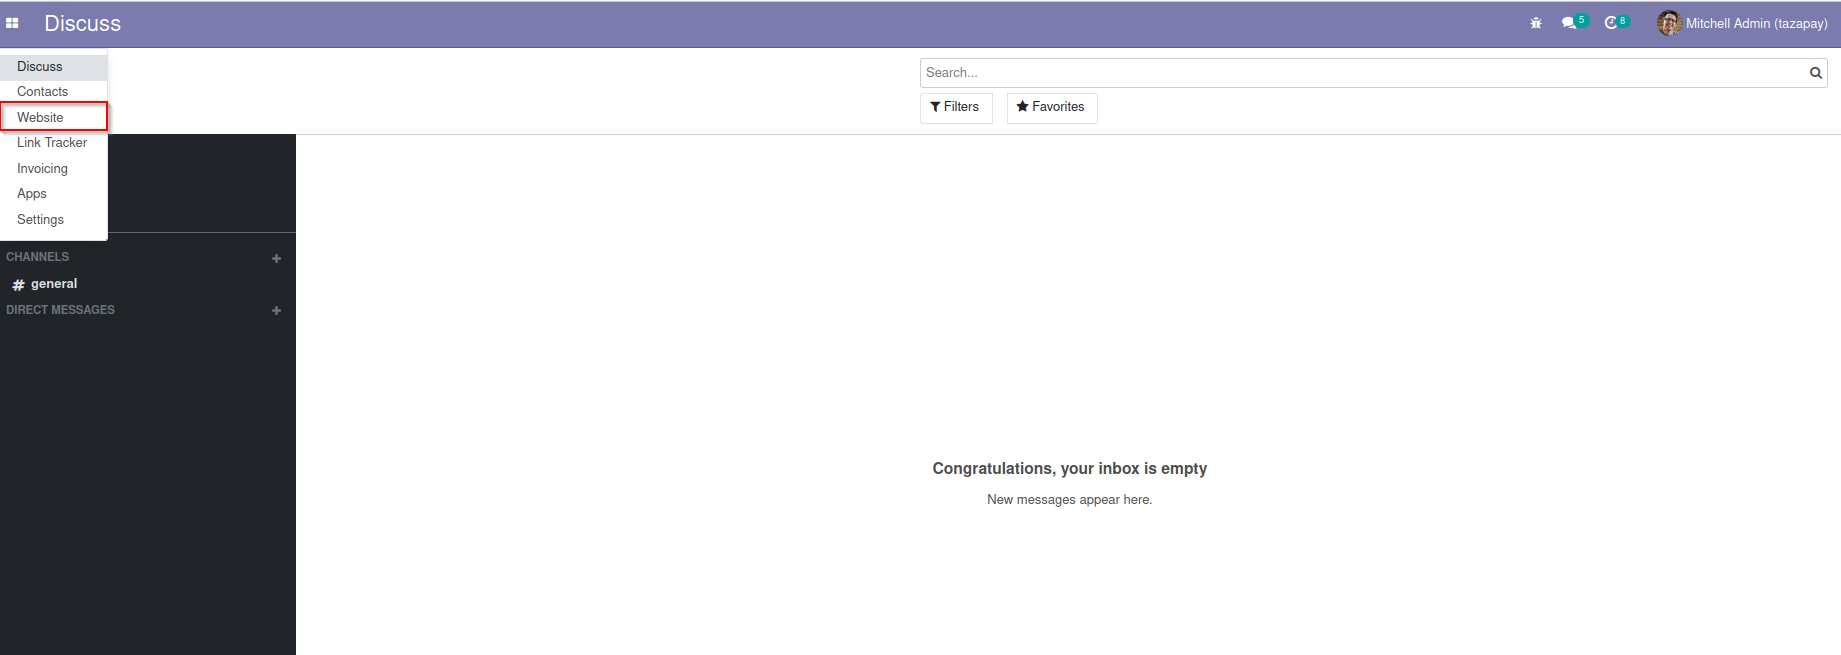 Discuss
5
8
Mitchell Admin (tazapay)
Discuss
Contacts
Website
Link Tracker
Invoicing
Apps
Settings
Search...
Filters
Favorites
CHANNELS
# general
DIRECT MESSAGES
Congratulations, your inbox is empty
New messages appear here.